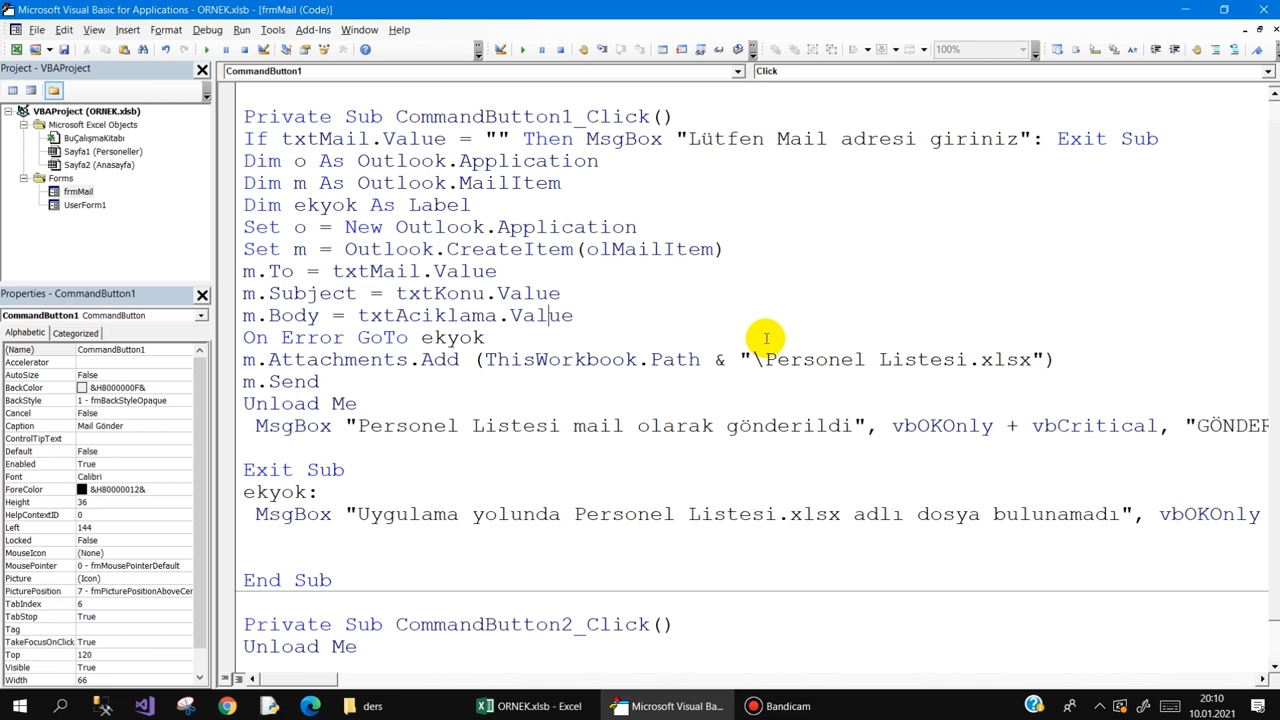 Microsoft Visual Basic for Applications - ORNEK.xlsb - [frmMail (Code)]
File Edit View Insert Format Debug Run Tools Add-Ins Window Help
100%
Project - VBAProject
VBAProject (ORNEK.xlsb)
Microsoft Excel Objects
BuÇalışmaKitabı
Sayfa1 (Personeller)
Sayfa2 (Anasayfa)
Forms
frmMail
UserForm1
Properties - CommandButton1
CommandButton1 CommandButton
Alphabetic Categorized
(Name) CommandButton1
Accelerator
AutoSize False
BackColor &H8000000F&
BackStyle 1 - fmBackStyleOpaque
Cancel False
Caption Mail Gönder
ControlTipText
Default False
Enabled True
Font Calibri
ForeColor &H80000012&
Height 36
HelpContextID 0
Left 144
Locked False
MouseIcon (None)
MousePointer 0 - fmMousePointerDefault
Picture (Icon)
PicturePosition 7 - fmPicturePositionAboveCer
TabIndex 6
TabStop True
Tag
TakeFocusOnClick True
Top 120
Visible True
Width 66
CommandButton1 Click
Private Sub CommandButton1_Click()
If txtMail.Value = "" Then MsgBox "Lütfen Mail adresi giriniz": Exit Sub
Dim o As Outlook.Application
Dim m As Outlook.MailItem
Dim ekyok As Label
Set o = New Outlook.Application
Set m = Outlook.CreateItem(olMailItem)
m.To = txtMail.Value
m.Subject = txtKonu.Value
m.Body = txtAciklama.Value
On Error GoTo ekyok
m.Attachments.Add (ThisWorkbook.Path & "\Personel Listesi.xlsx")
m.Send
Unload Me
MsgBox "Personel Listesi mail olarak gönderildi", vbOKOnly + vbCritical, "GÖNDER
Exit Sub
ekyok:
MsgBox "Uygulama yolunda Personel Listesi.xlsx adlı dosya bulunamadı", vbOKOnly
End Sub
Private Sub CommandButton2_Click()
Unload Me
ders
ORNEK.xlsb - Excel
Microsoft Visual Ba...
Bandicam
20:10
10.01.2021